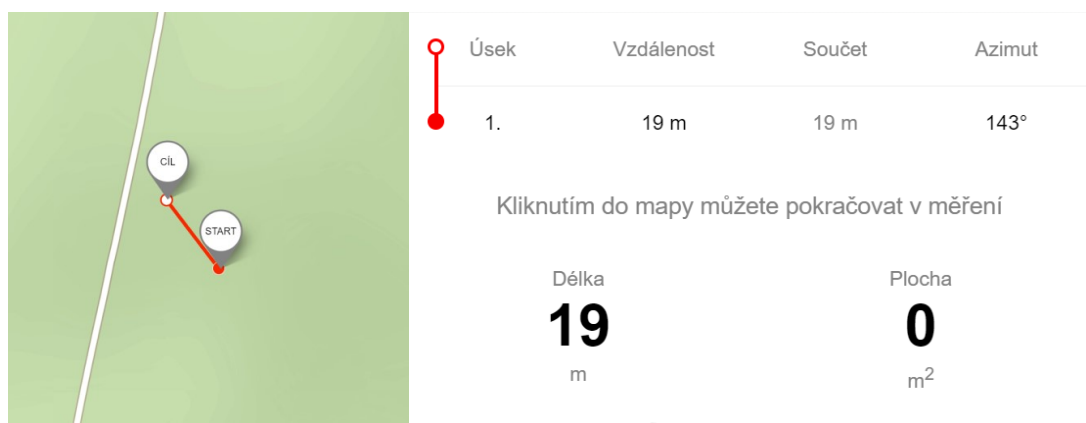 CÍL
START
Úsek Vzdálenost Součet Azimut
1. 19 m 19 m 143°
Kliknutím do mapy můžete pokračovat v měření
Délka Plocha
19 0
m m²